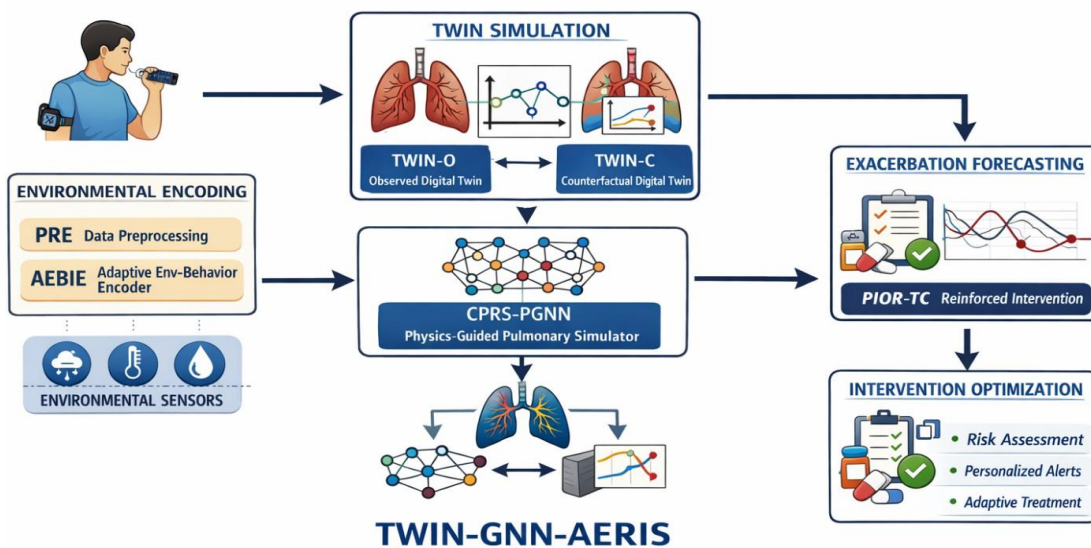 TWIN SIMULATION
TWIN-O
Observed Digital Twin
TWIN-C
Counterfactual Digital Twin
ENVIRONMENTAL ENCODING
PRE Data Preprocessing
AEBIE Adaptive Env-Behavior
Encoder
ENVIRONMENTAL SENSORS
CPRS-PGNN
Physics-Guided Pulmonary Simulator
EXACERBATION FORECASTING
PIOR-TC Reinforced Intervention
INTERVENTION OPTIMIZATION
• Risk Assessment
• Personalized Alerts
• Adaptive Treatment
TWIN-GNN-AERIS